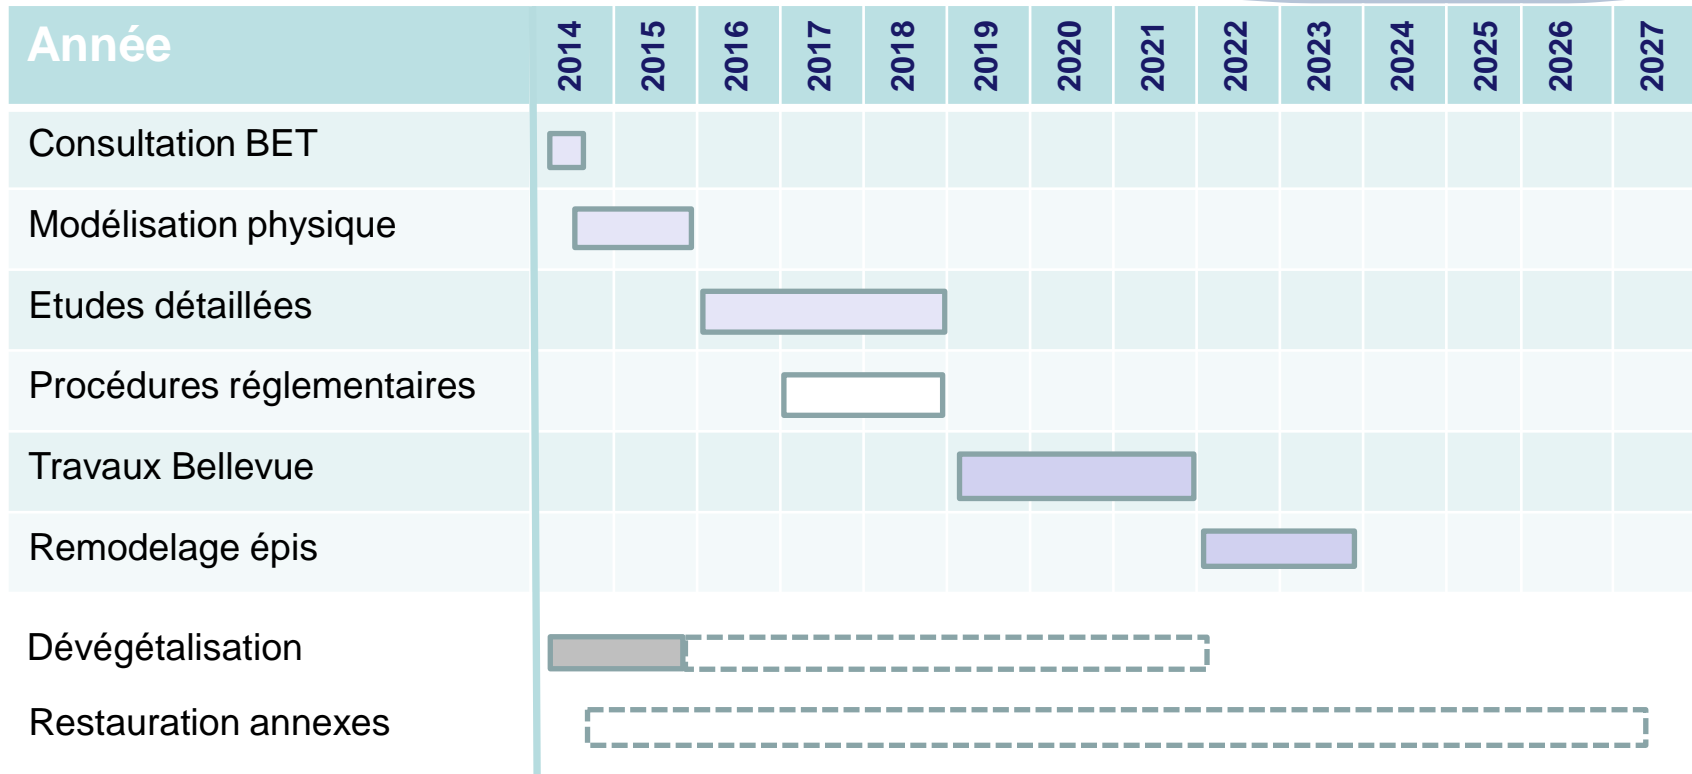 Année 2014 2015 2016 2017 2018 2019 2020 2021 2022 2023 2024 2025 2026 2027
Consultation BET
Modélisation physique
Etudes détaillées
Procédures réglementaires
Travaux Bellevue
Remodelage épis
Dévégétalisation
Restauration annexes